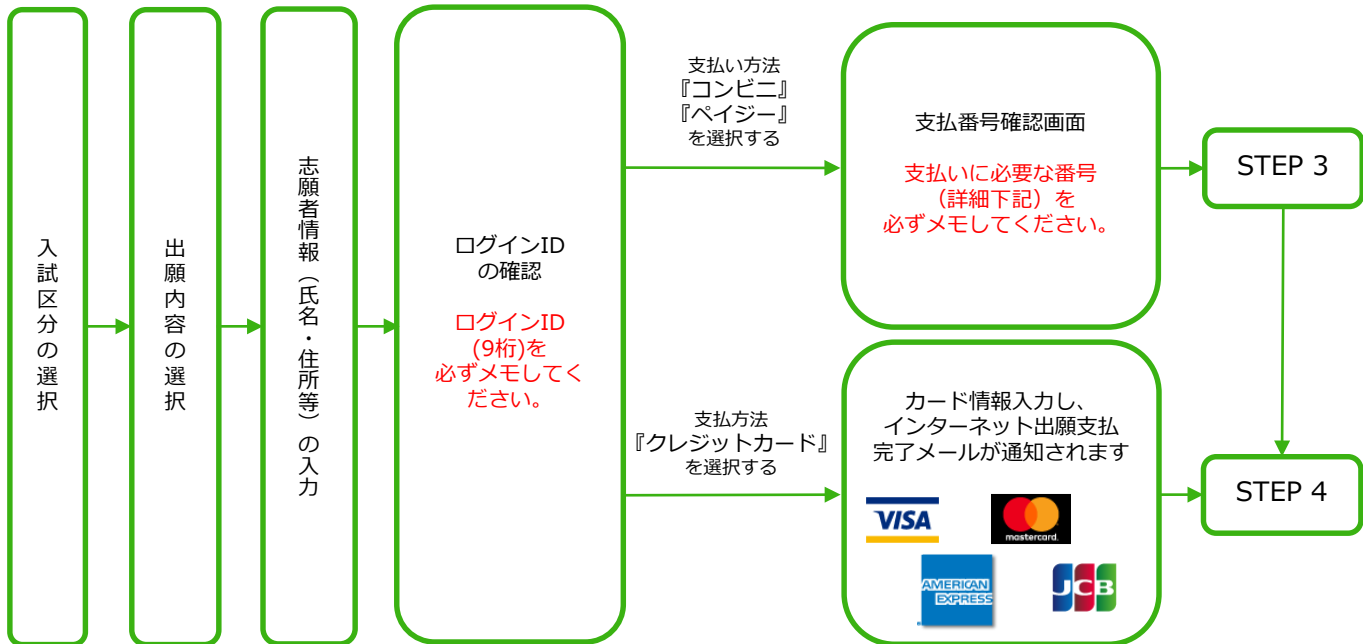 入試区分の選択
出願内容の選択
志願者情報（氏名・住所等）の入力
ログインID
の確認
ログインID
(9桁)を
必ずメモしてく
ださい。
支払い方法
『コンビニ』
『ペイジー』
を選択する
支払番号確認画面
支払いに必要な番号
（詳細下記）を
必ずメモしてください。
STEP 3
支払方法
『クレジットカード』
を選択する
カード情報入力し、
インターネット出願支払
完了メールが通知されます
VISA
mastercard.
AMERICAN
EXPRESS
JCB
STEP 4